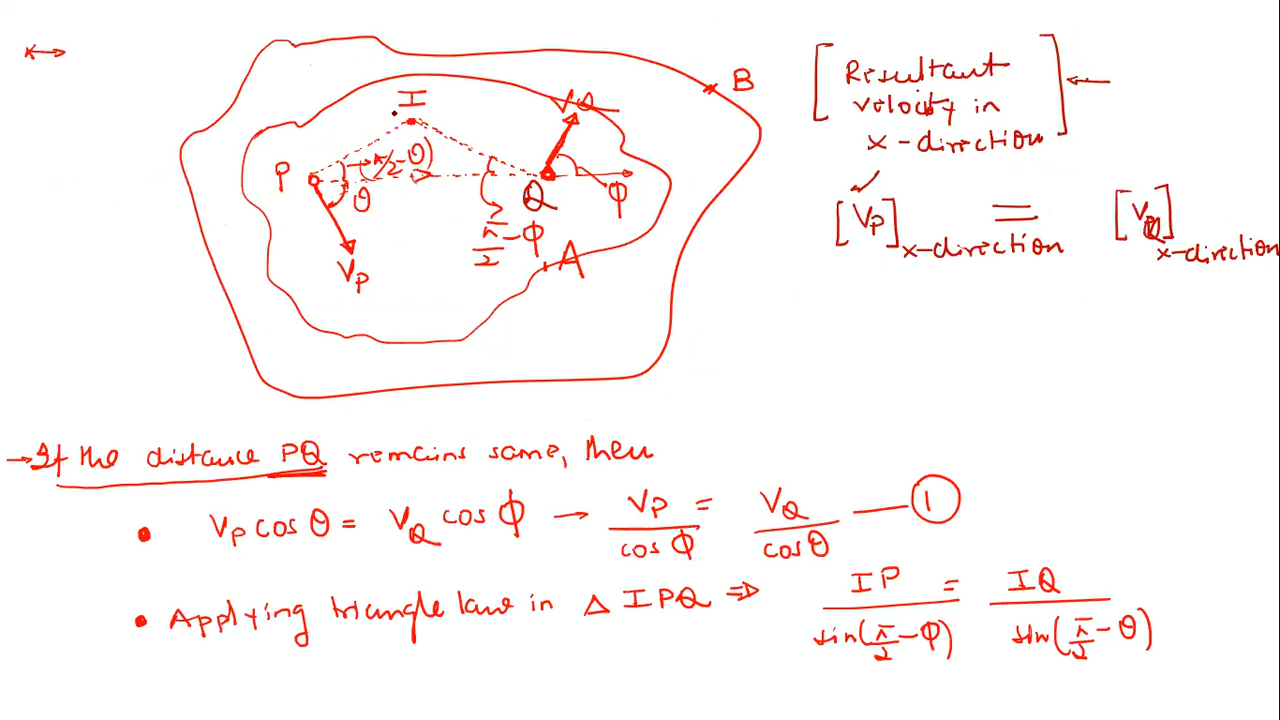 B
I
V_Q
P
(π/2-θ)
θ
Q
φ
π/2 - φ
V_P
A
[Resultant
velocity in
x-direction]
[V_P]x-direction = [V_Q]x-direction
→ If the distance PQ remains same, then
• V_P cos θ = V_Q cos φ → V_P/cos φ = V_Q/cos θ — 1
• Applying triangle law in Δ IPQ ⇒ IP/sin(π/2-φ) = IQ/sin(π/2-θ)